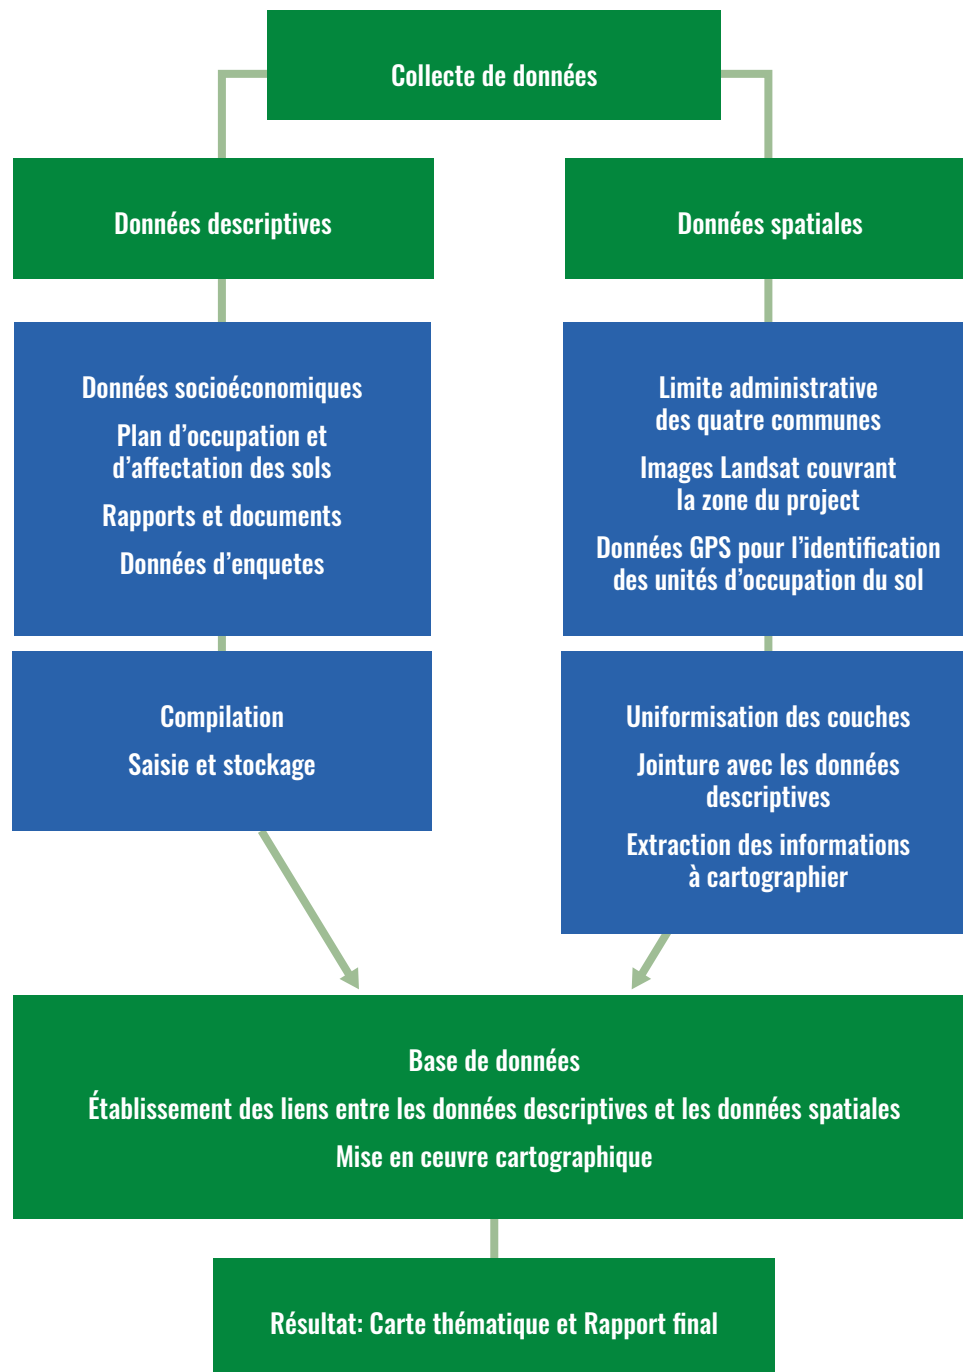 Collecte de données
Données descriptives
Données spatiales
Données socioéconomiques
Plan d’occupation et
d’affectation des sols
Rapports et documents
Données d’enquetes
Limite administrative
des quatre communes
Images Landsat couvrant
la zone du project
Données GPS pour l’identification
des unités d’occupation du sol
Compilation
Saisie et stockage
Uniformisation des couches
Jointure avec les données
descriptives
Extraction des informations
à cartographier
Base de données
Établissement des liens entre les données descriptives et les données spatiales
Mise en ceuvre cartographique
Résultat: Carte thématique et Rapport final